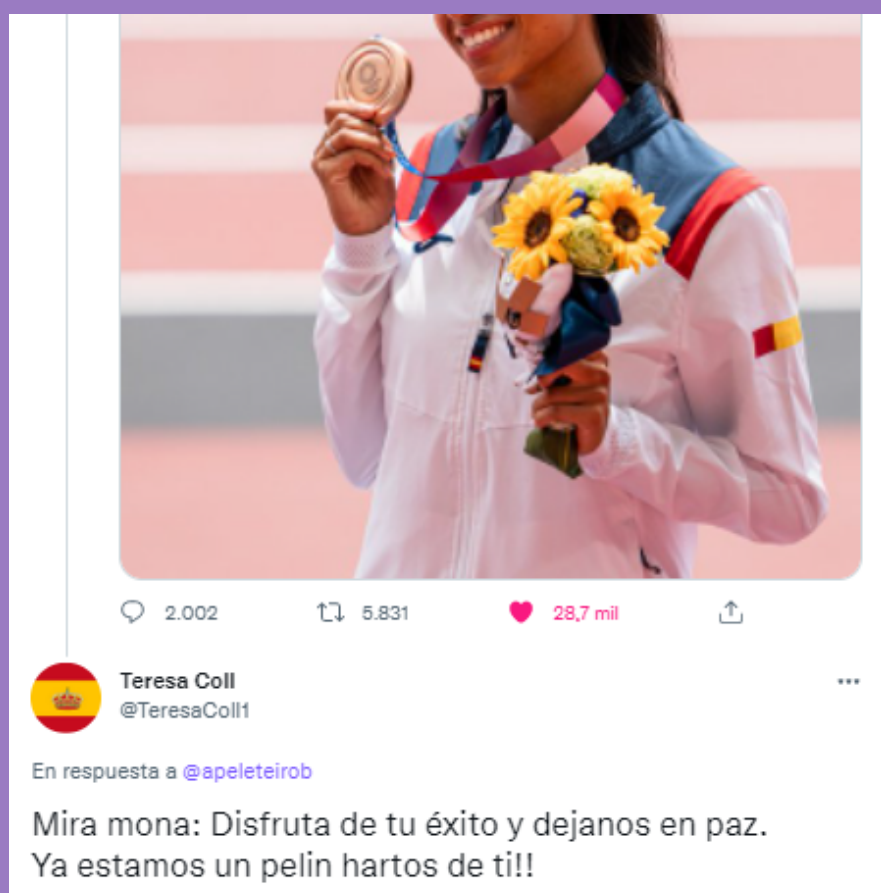 2.002 5.831 28,7 mil
Teresa Coll
@TeresaColl1
En respuesta a @apeleteirob
Mira mona: Disfruta de tu éxito y dejanos en paz.
Ya estamos un pelin hartos de ti!!